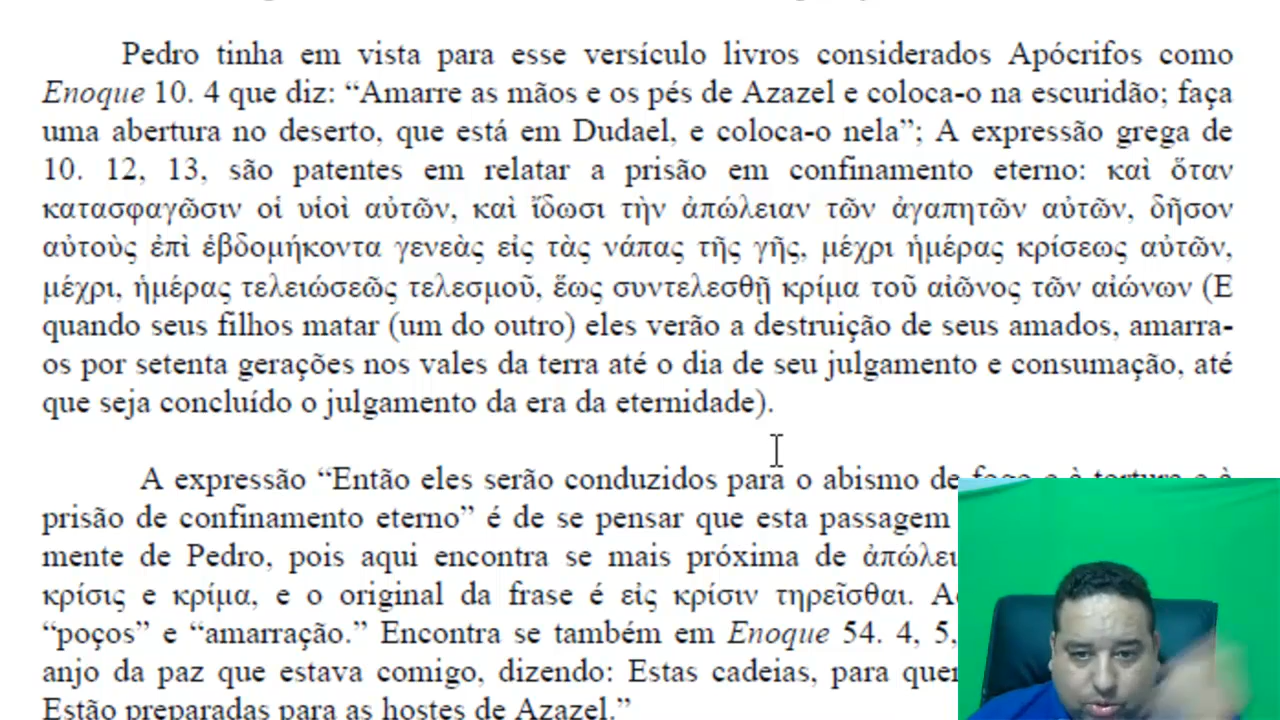 Pedro tinha em vista para esse versículo livros considerados Apócrifos como
Enoque 10. 4 que diz: “Amarre as mãos e os pés de Azazel e coloca-o na escuridão; faça
uma abertura no deserto, que está em Dudael, e coloca-o nela”; A expressão grega de
10. 12, 13, são patentes em relatar a prisão em confinamento eterno: καὶ ὅταν
κατασφαγῶσιν οἱ υἱοὶ αὐτῶν, καὶ ἴδωσι τὴν ἀπώλειαν τῶν ἀγαπητῶν αὐτῶν, δῆσον
αὐτοὺς ἐπὶ ἑβδομήκοντα γενεὰς εἰς τὰς νάπας τῆς γῆς, μέχρι ἡμέρας κρίσεως αὐτῶν,
μέχρι, ἡμέρας τελειώσεῶς τελεσμοῦ, ἕως συντελεσθῇ κρίμα τοῦ αἰῶνος τῶν αἰώνων (E
quando seus filhos matar (um do outro) eles verão a destruição de seus amados, amarra-
os por setenta gerações nos vales da terra até o dia de seu julgamento e consumação, até
que seja concluído o julgamento da era da eternidade).
A expressão “Então eles serão conduzidos para o abismo de
prisão de confinamento eterno” é de se pensar que esta passagem
mente de Pedro, pois aqui encontra se mais próxima de
κρίσις e κρίμα, e o original da frase é εἰς κρίσιν τηρεῖσθαι.
“poços” e “amarração.” Encontra se também em Enoque 54. 4, 5,
anjo da paz que estava comigo, dizendo: Estas cadeias, para
Estão preparadas para as hostes de Azazel.”